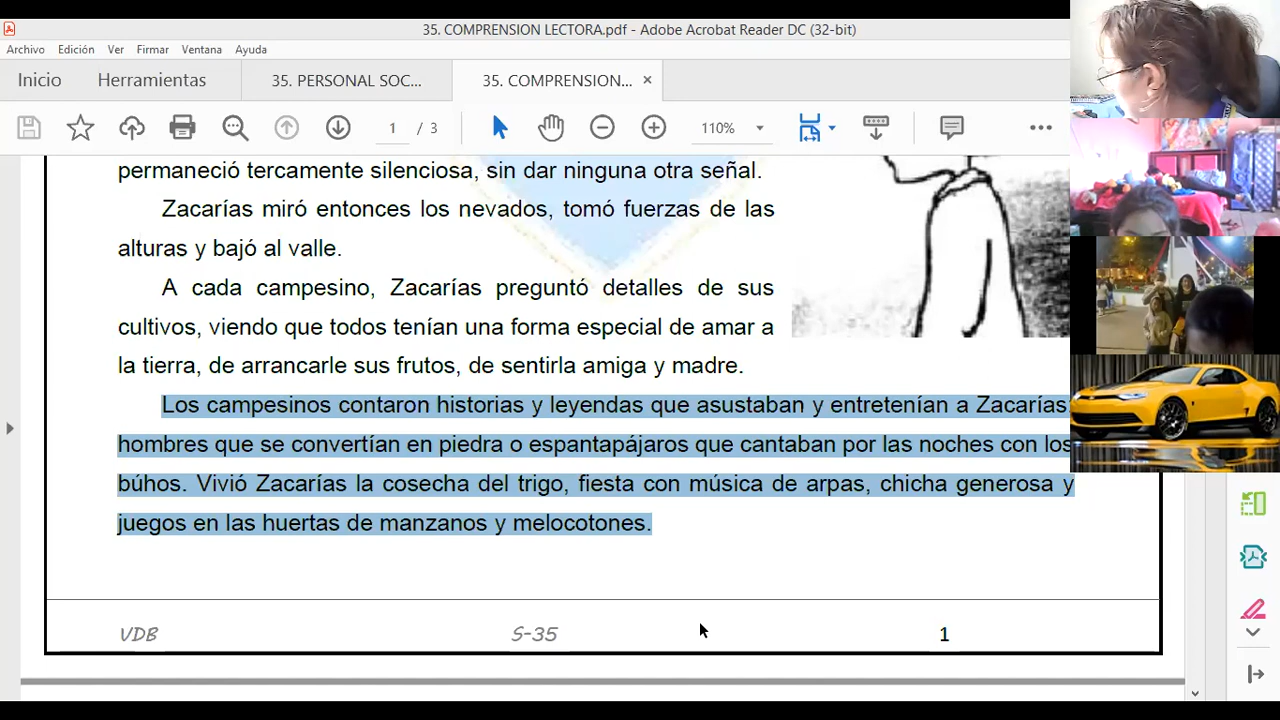 35. COMPRENSION LECTORA.pdf - Adobe Acrobat Reader DC (32-bit)
Archivo Edición Ver Firmar Ventana Ayuda
Inicio Herramientas 35. PERSONAL SOC... 35. COMPRENSION... ×
1 / 3 110%
permaneció tercamente silenciosa, sin dar ninguna otra señal.
Zacarías miró entonces los nevados, tomó fuerzas de las
alturas y bajó al valle.
A cada campesino, Zacarías preguntó detalles de sus
cultivos, viendo que todos tenían una forma especial de amar a
la tierra, de arrancarle sus frutos, de sentirla amiga y madre.
Los campesinos contaron historias y leyendas que asustaban y entretenían a Zacarías:
hombres que se convertían en piedra o espantapájaros que cantaban por las noches con los
búhos. Vivió Zacarías la cosecha del trigo, fiesta con música de arpas, chicha generosa y
juegos en las huertas de manzanos y melocotones.
VDB S-35 1